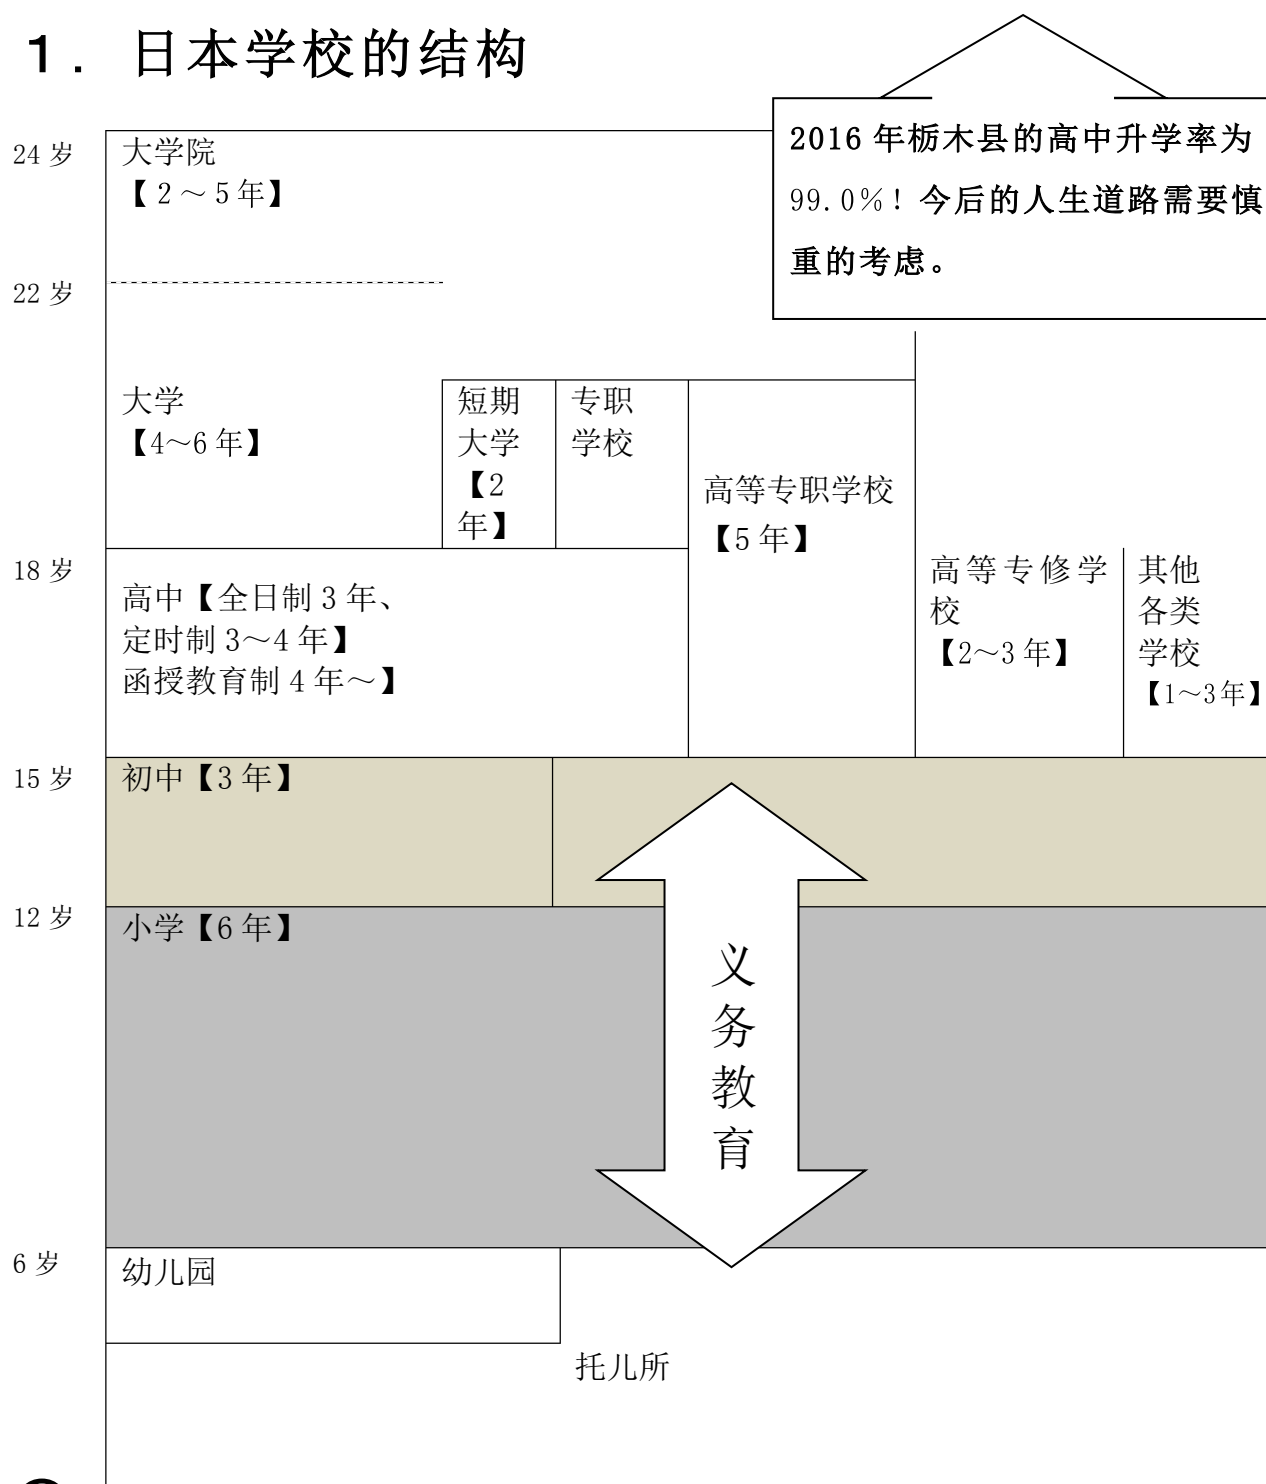 1. 日本学校的结构
2016 年枥木县的高中升学率为
99.0%！今后的人生道路需要慎
重的考虑。
24 岁
大学院
【 2 ～ 5 年】
22 岁
大学
【4～6 年】
短期
大学
【2
年】
专职
学校
高等专职学校
【5 年】
18 岁
高中【全日制 3 年、
定时制 3～4 年】
函授教育制 4 年～】
高等专修学
校
【2～3 年】
其他
各类
学校
【1～3年】
15 岁
初中【3 年】
12 岁
小学【6 年】
义
务
教
育
6 岁
幼儿园
托儿所